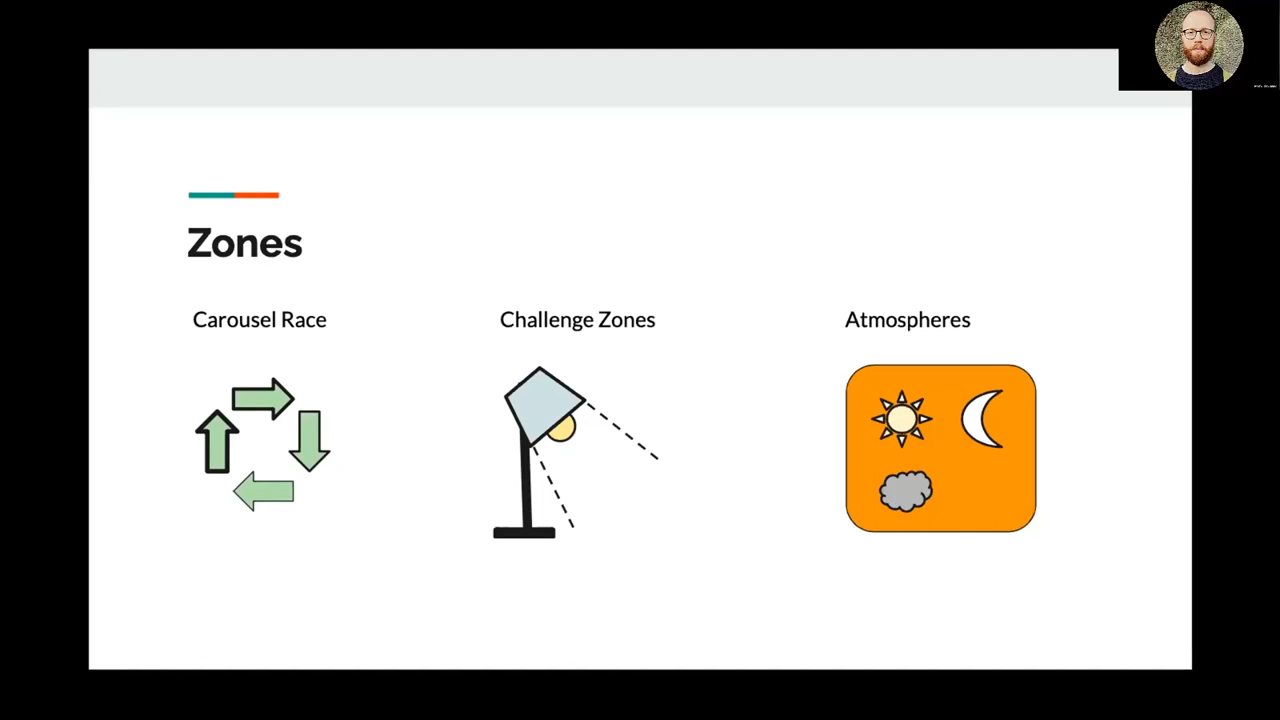 Zones
Carousel Race
Challenge Zones
Atmospheres